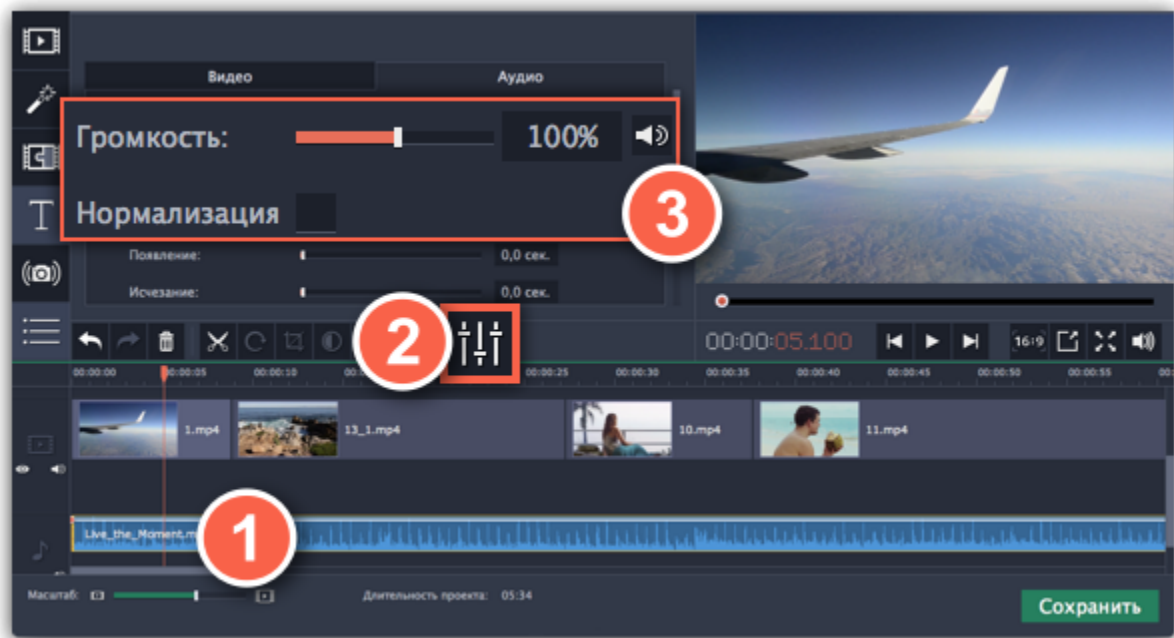 Видео Аудио
Громкость: 100%
3
Нормализация
T
Появление: 0,0 сек.
Исчезание: 0,0 сек.
2
00:00:05.100 16:9
00:00:00 00:00:05 00:00:10 00:00:25 00:00:30 00:00:35 00:00:40 00:00:45 00:00:50 00:00:55
1.mp4 13_1.mp4 10.mp4 11.mp4
1
Live_the_Moment.m
Масштаб: Длительность проекта: 05:34
Сохранить